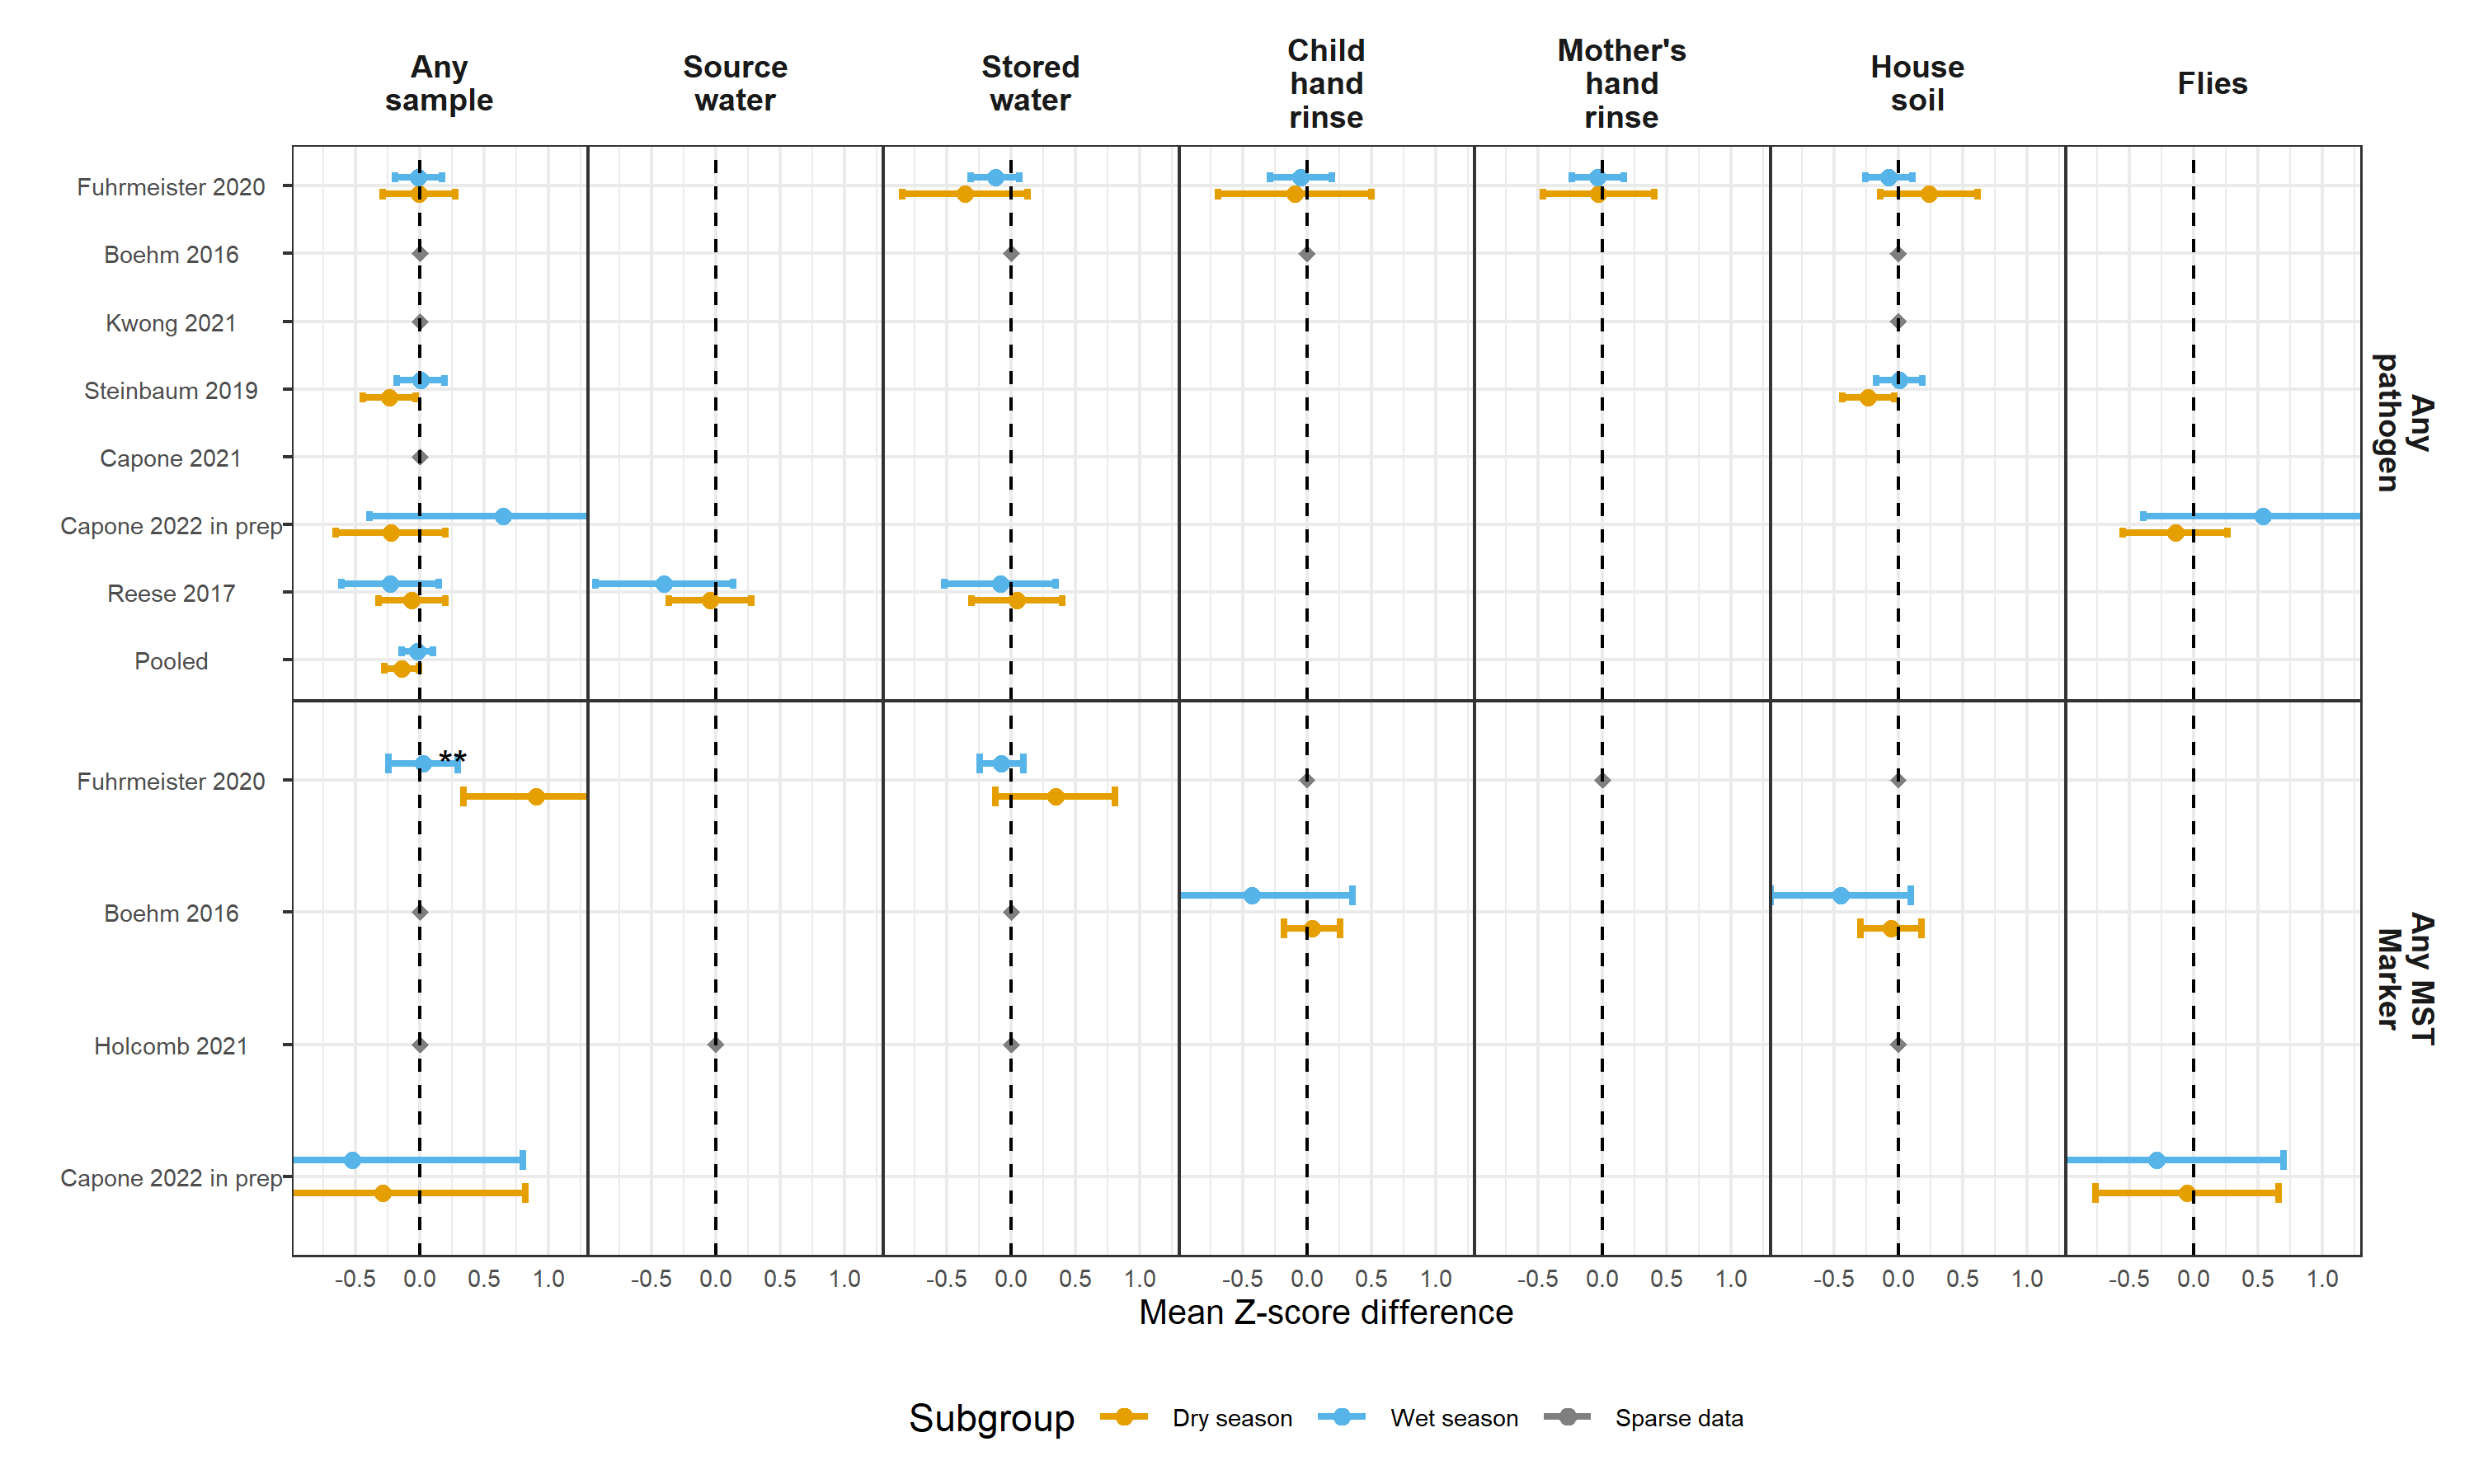 Any
sample
Source
water
Stored
water
Child
hand
rinse
Mother's
hand
rinse
House
soil
Flies
Fuhrmeister 2020
Boehm 2016
Kwong 2021
Steinbaum 2019
Capone 2021
Capone 2022 in prep
Reese 2017
Pooled
Any
pathogen
**
Fuhrmeister 2020
Boehm 2016
Holcomb 2021
Capone 2022 in prep
Any MST
Marker
-0.5 0.0 0.5 1.0 -0.5 0.0 0.5 1.0 -0.5 0.0 0.5 1.0 -0.5 0.0 0.5 1.0 -0.5 0.0 0.5 1.0 -0.5 0.0 0.5 1.0 -0.5 0.0 0.5 1.0
Mean Z-score difference
Subgroup Dry season Wet season Sparse data